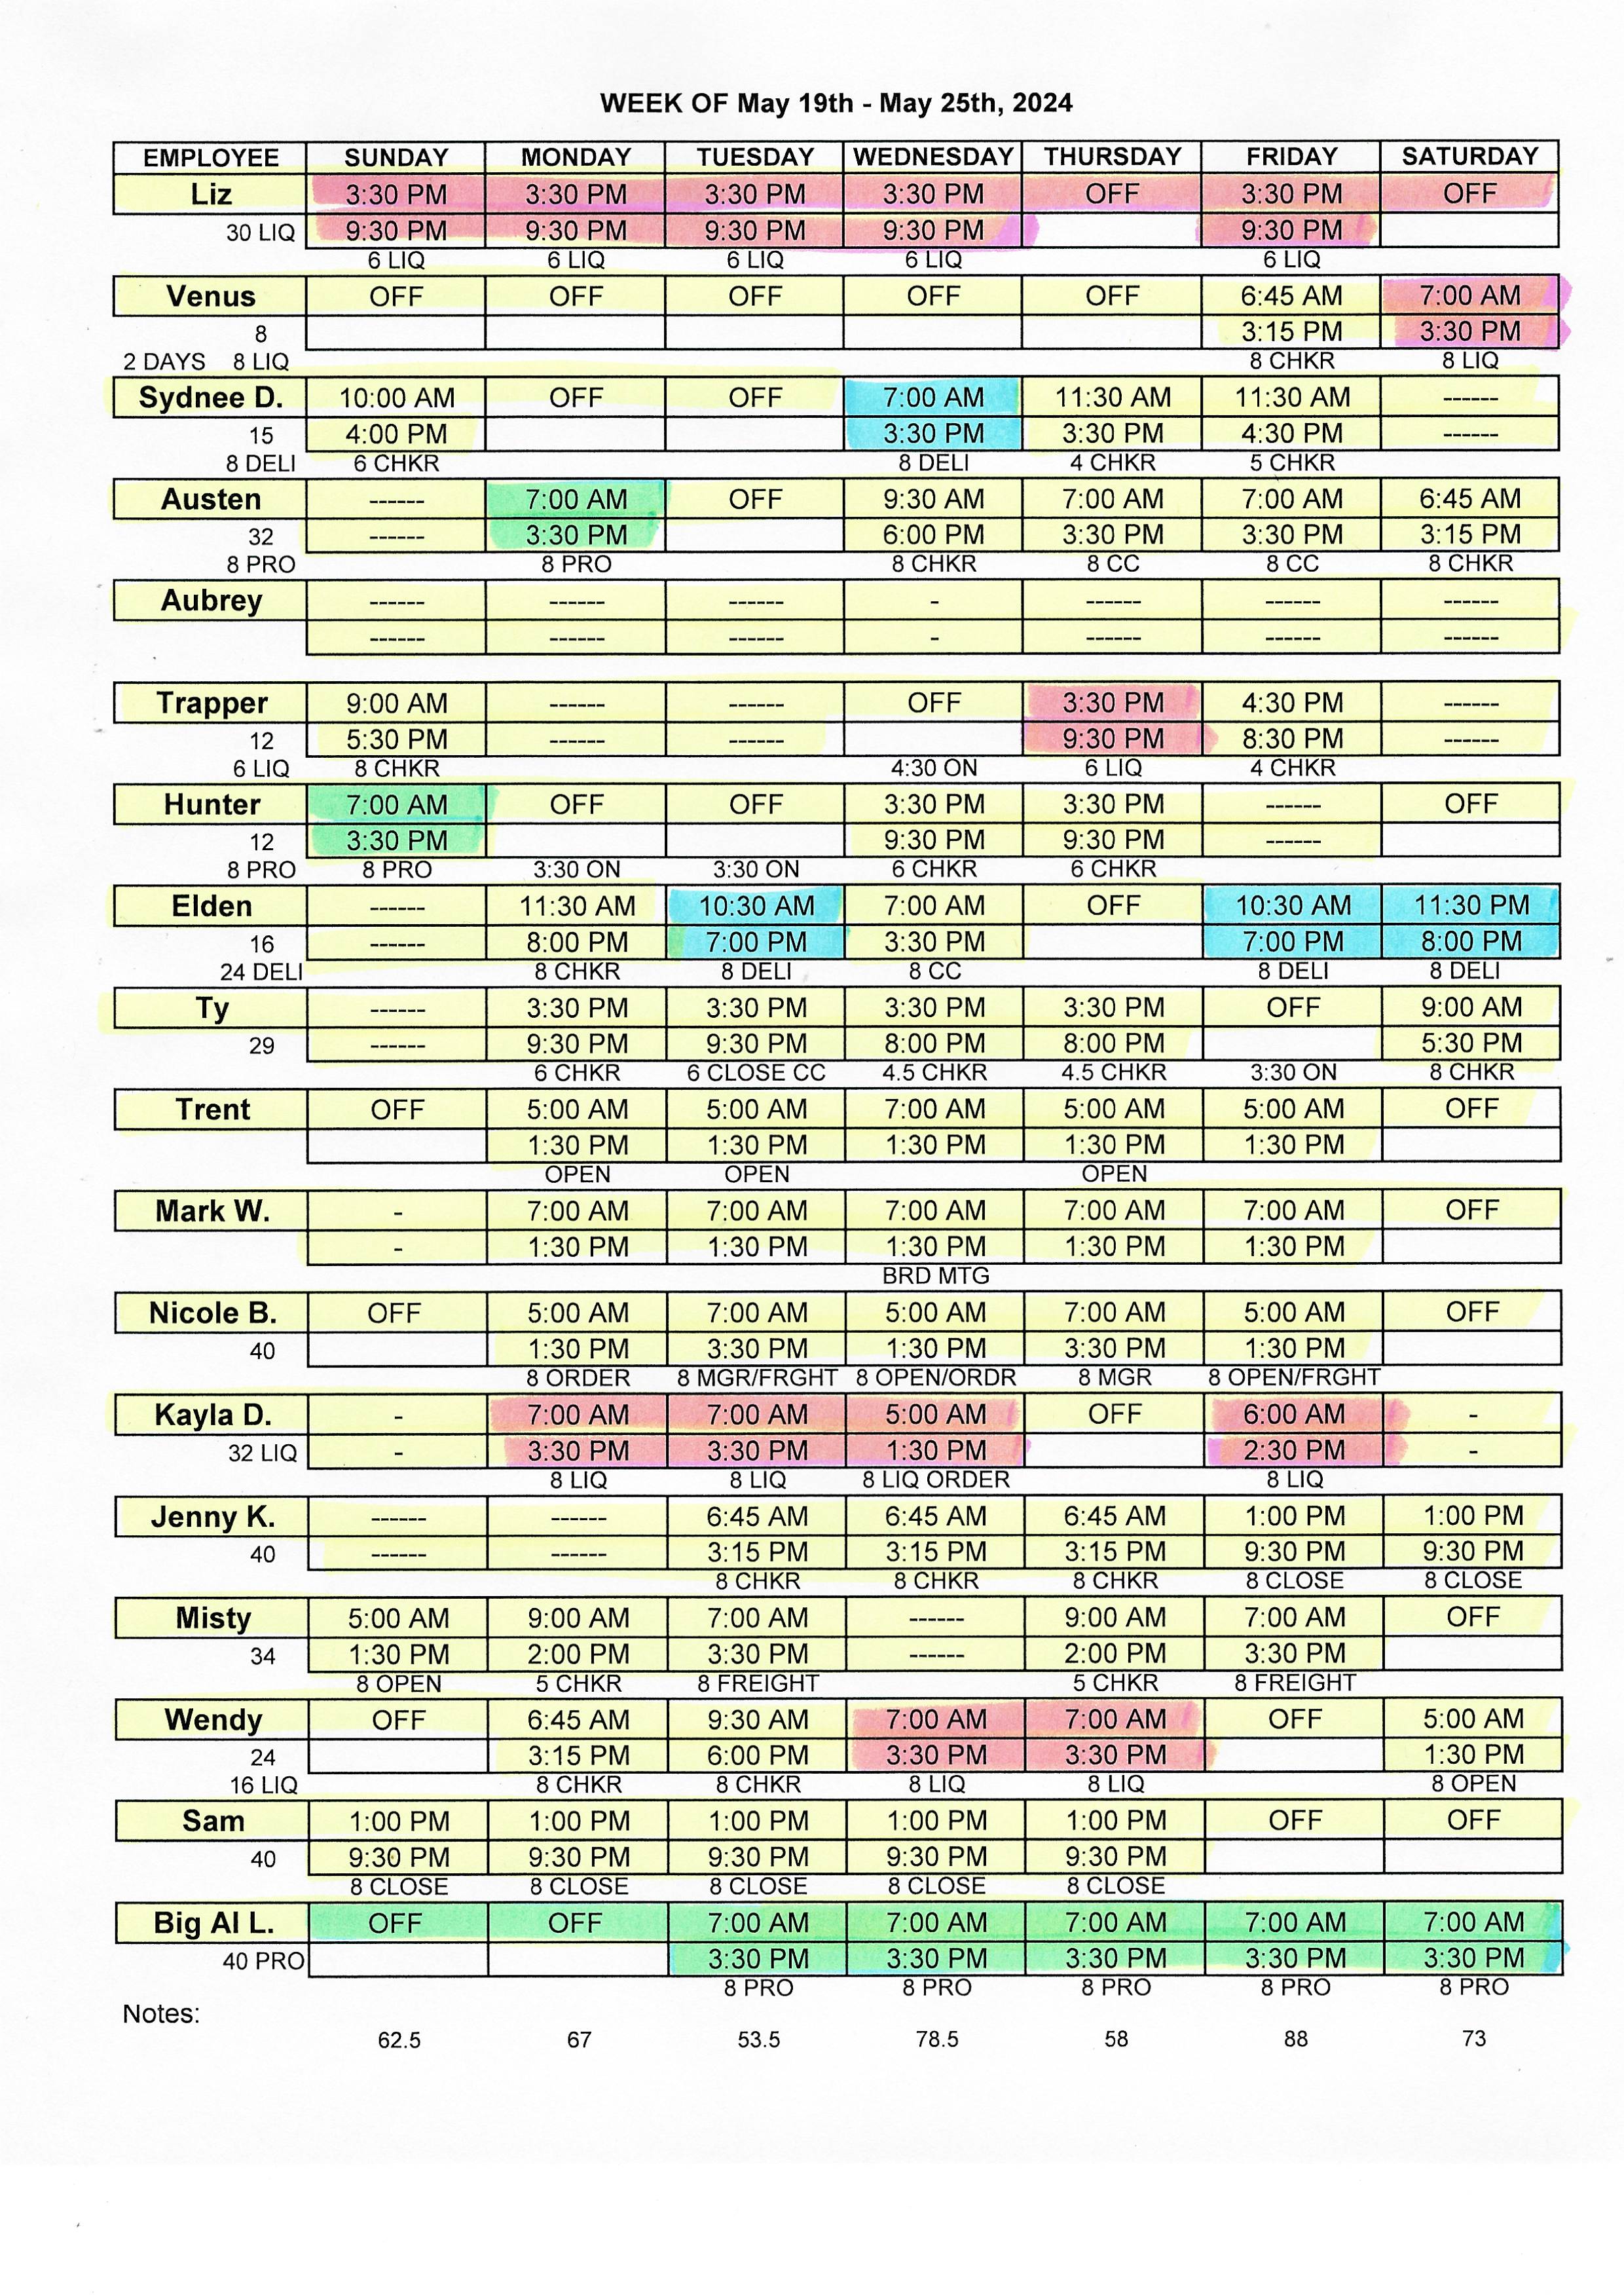 WEEK OF May 19th - May 25th, 2024
EMPLOYEE SUNDAY MONDAY TUESDAY WEDNESDAY THURSDAY FRIDAY SATURDAY
Liz 3:30 PM 3:30 PM 3:30 PM 3:30 PM OFF 3:30 PM OFF
30 LIQ 9:30 PM 9:30 PM 9:30 PM 9:30 PM 9:30 PM
6 LIQ 6 LIQ 6 LIQ 6 LIQ 6 LIQ
Venus OFF OFF OFF OFF OFF 6:45 AM 7:00 AM
8 3:15 PM 3:30 PM
2 DAYS 8 LIQ 8 CHKR 8 LIQ
Sydnee D. 10:00 AM OFF OFF 7:00 AM 11:30 AM 11:30 AM ------
15 4:00 PM 3:30 PM 3:30 PM 4:30 PM ------
8 DELI 6 CHKR 8 DELI 4 CHKR 5 CHKR
Austen ------ 7:00 AM OFF 9:30 AM 7:00 AM 7:00 AM 6:45 AM
32 ------ 3:30 PM 6:00 PM 3:30 PM 3:30 PM 3:15 PM
8 PRO 8 PRO 8 CHKR 8 CC 8 CC 8 CHKR
Aubrey ------ ------ ------ - ------ ------ ------
------ ------ ------ - ------ ------ ------
Trapper 9:00 AM ------ ------ OFF 3:30 PM 4:30 PM ------
12 5:30 PM ------ ------ 9:30 PM 8:30 PM ------
6 LIQ 8 CHKR 4:30 ON 6 LIQ 4 CHKR
Hunter 7:00 AM OFF OFF 3:30 PM 3:30 PM ------ OFF
12 3:30 PM 9:30 PM 9:30 PM ------
8 PRO 8 PRO 3:30 ON 3:30 ON 6 CHKR 6 CHKR
Elden ------ 11:30 AM 10:30 AM 7:00 AM OFF 10:30 AM 11:30 PM
16 ------ 8:00 PM 7:00 PM 3:30 PM 7:00 PM 8:00 PM
24 DELI 8 CHKR 8 DELI 8 CC 8 DELI 8 DELI
Ty ------ 3:30 PM 3:30 PM 3:30 PM 3:30 PM OFF 9:00 AM
29 ------ 9:30 PM 9:30 PM 8:00 PM 8:00 PM 5:30 PM
6 CHKR 6 CLOSE CC 4.5 CHKR 4.5 CHKR 3:30 ON 8 CHKR
Trent OFF 5:00 AM 5:00 AM 7:00 AM 5:00 AM 5:00 AM OFF
1:30 PM 1:30 PM 1:30 PM 1:30 PM 1:30 PM
OPEN OPEN OPEN
Mark W. - 7:00 AM 7:00 AM 7:00 AM 7:00 AM 7:00 AM OFF
- 1:30 PM 1:30 PM 1:30 PM 1:30 PM 1:30 PM
BRD MTG
Nicole B. OFF 5:00 AM 7:00 AM 5:00 AM 7:00 AM 5:00 AM OFF
40 1:30 PM 3:30 PM 1:30 PM 3:30 PM 1:30 PM
8 ORDER 8 MGR/FRGHT 8 OPEN/ORDR 8 MGR 8 OPEN/FRGHT
Kayla D. - 7:00 AM 7:00 AM 5:00 AM OFF 6:00 AM -
32 LIQ - 3:30 PM 3:30 PM 1:30 PM 2:30 PM -
8 LIQ 8 LIQ 8 LIQ ORDER 8 LIQ
Jenny K. ------ ------ 6:45 AM 6:45 AM 6:45 AM 1:00 PM 1:00 PM
40 ------ ------ 3:15 PM 3:15 PM 3:15 PM 9:30 PM 9:30 PM
8 CHKR 8 CHKR 8 CHKR 8 CLOSE 8 CLOSE
Misty 5:00 AM 9:00 AM 7:00 AM ------ 9:00 AM 7:00 AM OFF
34 1:30 PM 2:00 PM 3:30 PM ------ 2:00 PM 3:30 PM
8 OPEN 5 CHKR 8 FREIGHT 5 CHKR 8 FREIGHT
Wendy OFF 6:45 AM 9:30 AM 7:00 AM 7:00 AM OFF 5:00 AM
24 3:15 PM 6:00 PM 3:30 PM 3:30 PM 1:30 PM
16 LIQ 8 CHKR 8 CHKR 8 LIQ 8 LIQ 8 OPEN
Sam 1:00 PM 1:00 PM 1:00 PM 1:00 PM 1:00 PM OFF OFF
40 9:30 PM 9:30 PM 9:30 PM 9:30 PM 9:30 PM
8 CLOSE 8 CLOSE 8 CLOSE 8 CLOSE 8 CLOSE
Big Al L. OFF OFF 7:00 AM 7:00 AM 7:00 AM 7:00 AM 7:00 AM
40 PRO 3:30 PM 3:30 PM 3:30 PM 3:30 PM 3:30 PM
8 PRO 8 PRO 8 PRO 8 PRO 8 PRO
Notes:
62.5 67 53.5 78.5 58 88 73